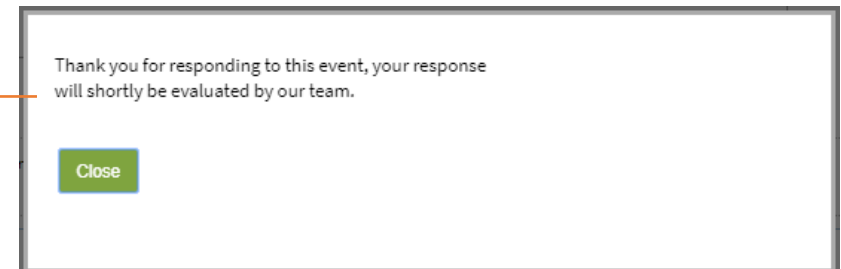 Thank you for responding to this event, your response
will shortly be evaluated by our team.
Close